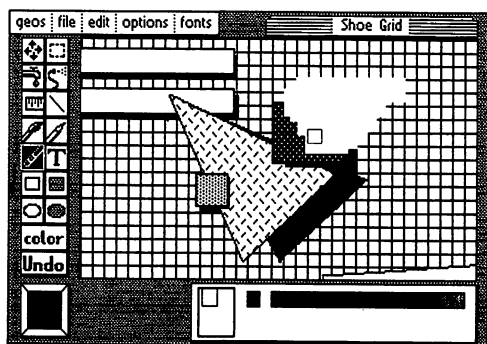 geos file edit options fonts
Shoe Grid
T
color
Undo